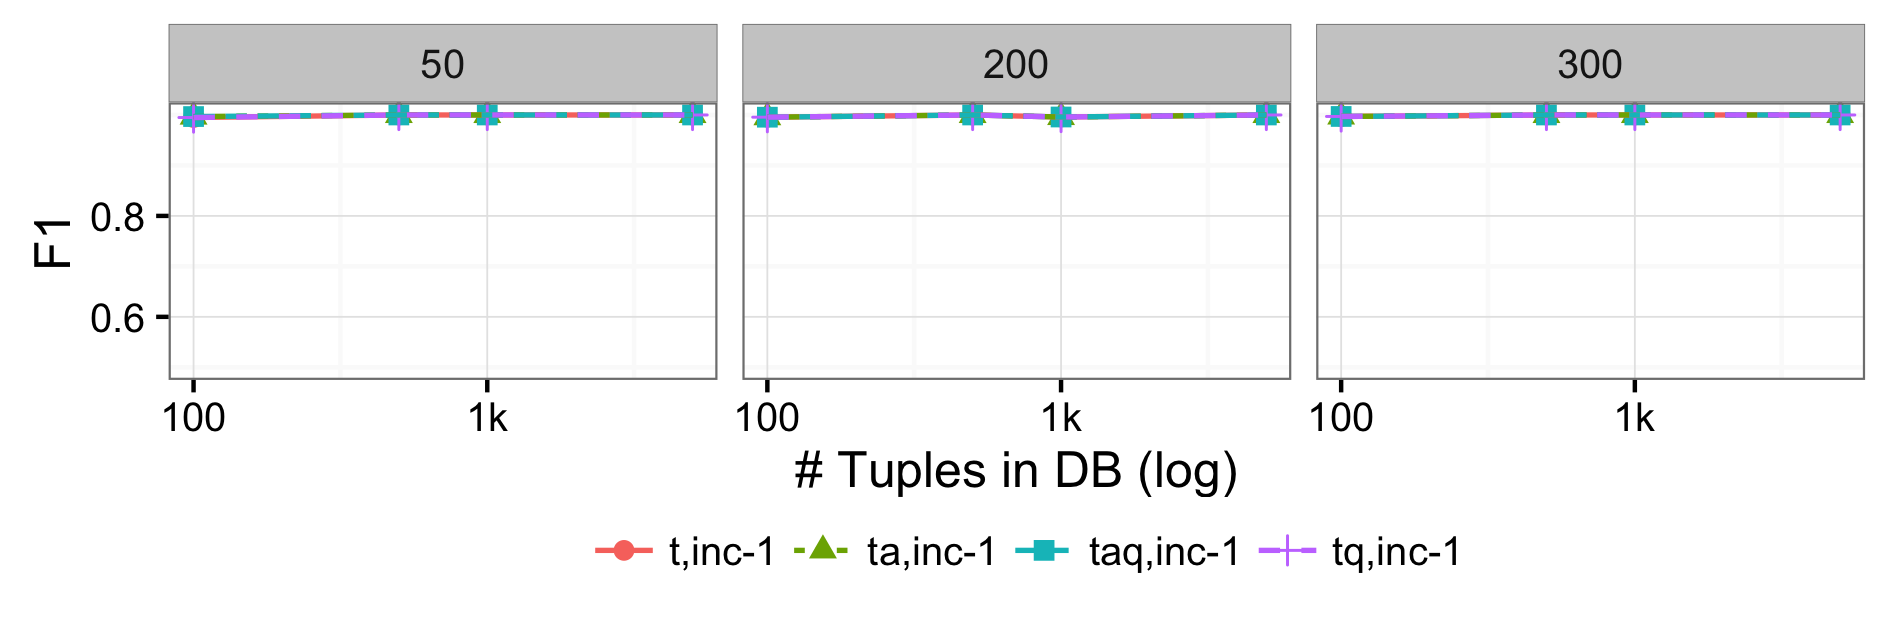 50 200 300
F1
0.8
0.6
100 1k 100 1k 100 1k
# Tuples in DB (log)
t,inc-1 ta,inc-1 taq,inc-1 tq,inc-1